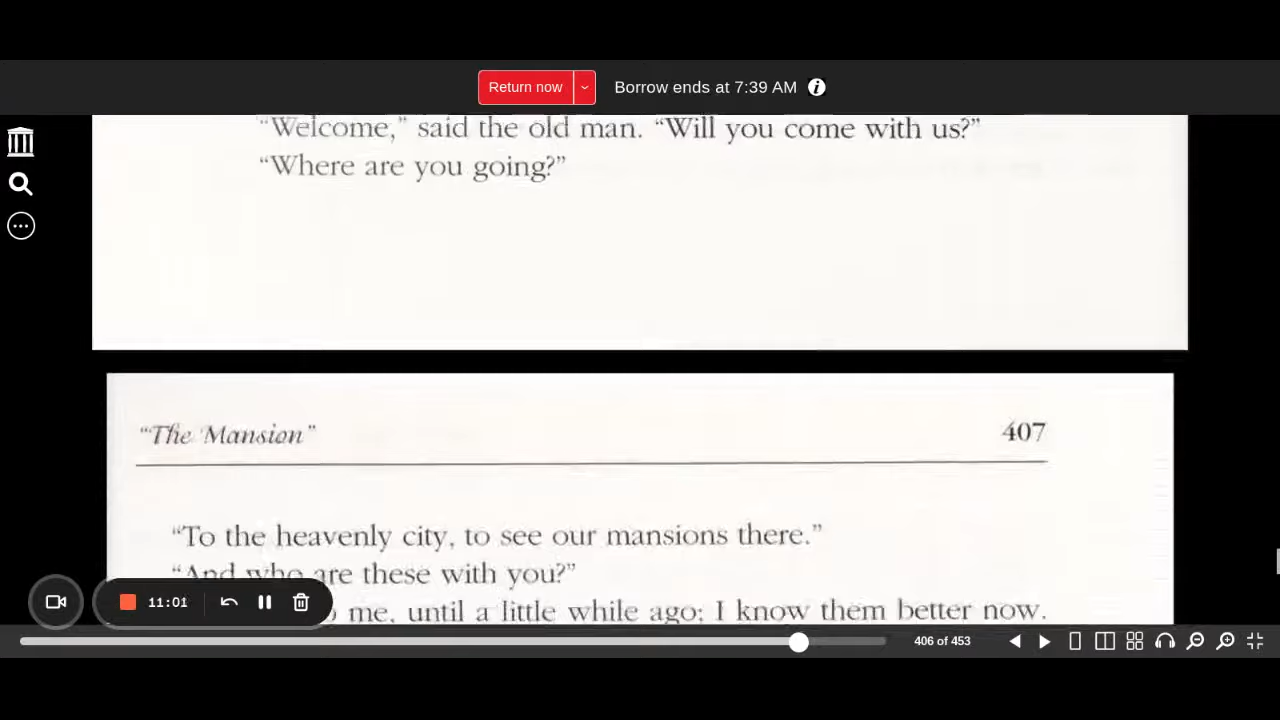 Return now
Borrow ends at 7:39 AM
“Welcome,” said the old man. “Will you come with us?”
“Where are you going?”
“The Mansion”
407
“To the heavenly city, to see our mansions there.”
“And who are these with you?”
me, until a little while ago; I know them better now.
11:01
406 of 453